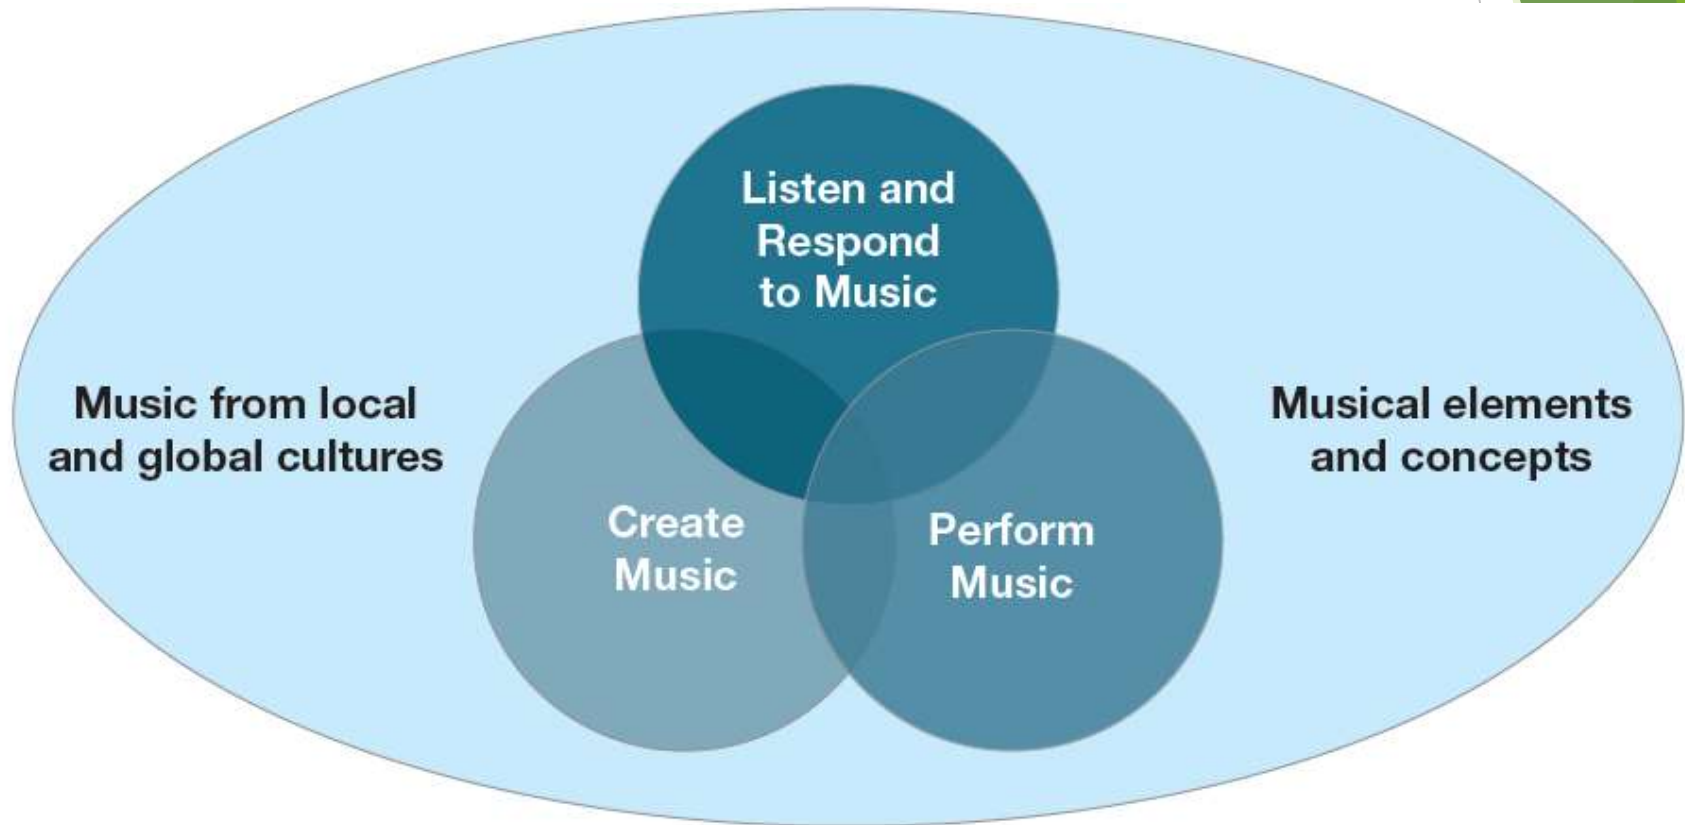 Listen and
Respond
to Music
Music from local
and global cultures
Musical elements
and concepts
Create
Music
Perform
Music